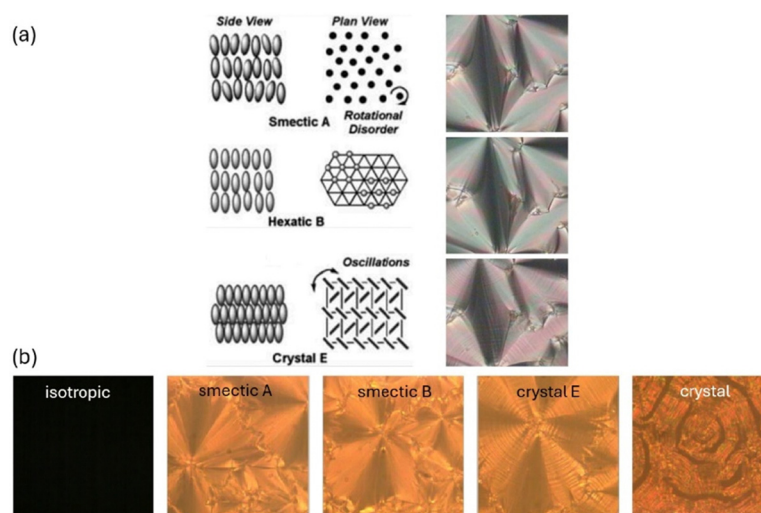 (a)
Side View
Plan View
Smectic A
Rotational
Disorder
Hexatic B
Oscillations
Crystal E
(b)
isotropic
smectic A
smectic B
crystal E
crystal